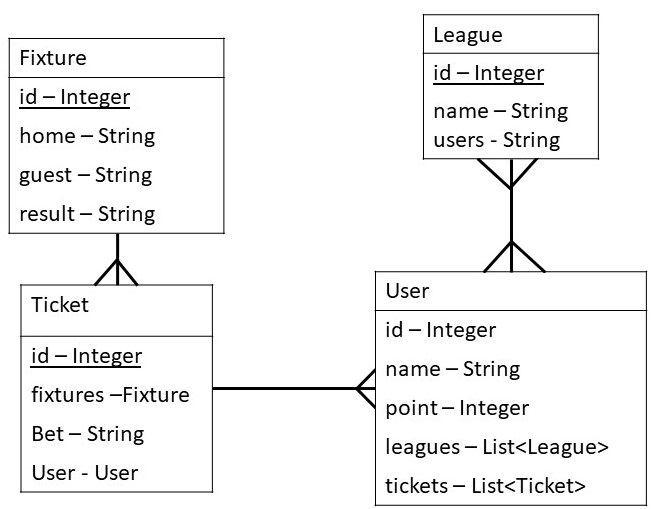 Fixture
id – Integer
home – String
guest – String
result – String
League
id – Integer
name – String
users - String
Ticket
id – Integer
fixtures –Fixture
Bet – String
User - User
User
id – Integer
name – String
point – Integer
leagues – List<League>
tickets – List<Ticket>